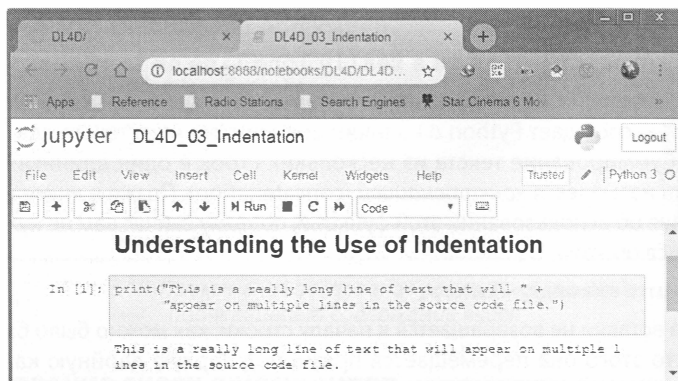 DL4D/ × DL4D_03_Indentation × +
localhost:8888/notebooks/DL4D/DL4D...
Apps Reference Radio Stations Search Engines Star Cinema 6 Mov »
jupyter DL4D_03_Indentation Logout
File Edit View Insert Cell Kernel Widgets Help Trusted Python 3
Run Code
Understanding the Use of Indentation
In [1]: print("This is a really long line of text that will " +
"appear on multiple lines in the source code file.")
This is a really long line of text that will appear on multiple l
ines in the source code file.